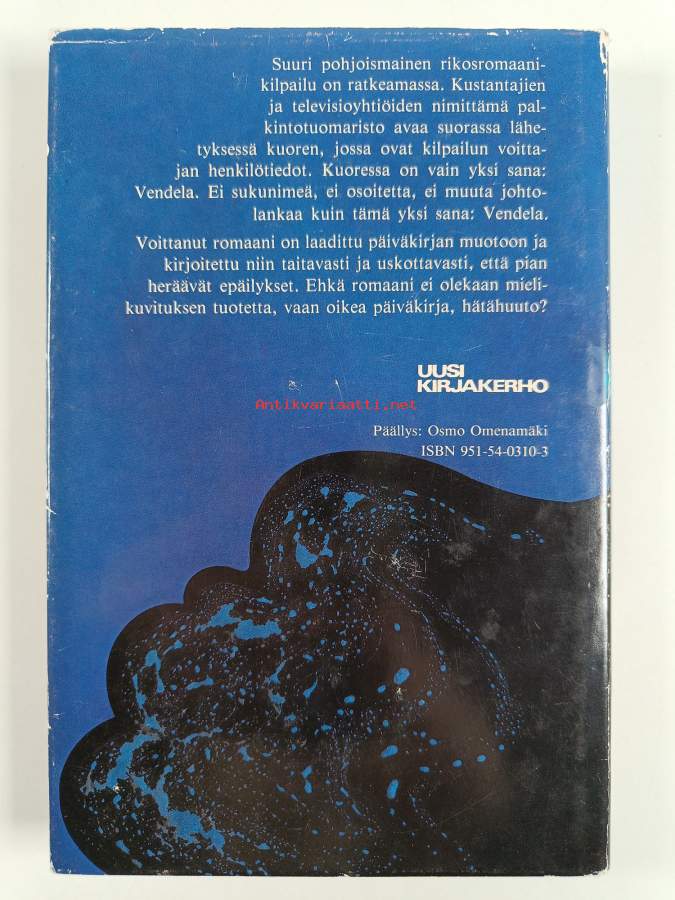 Suuri pohjoismainen rikosromaani-
kilpailu on ratkeamassa. Kustantajien
ja televisioyhtiöiden nimittämä pal-
kintotuomaristo avaa suorassa lähe-
tyksessä kuoren, jossa ovat kilpailun voitta-
jan henkilötiedot. Kuoressa on vain yksi sana:
Vendela. Ei sukunimeä, ei osoitetta, ei muuta johto-
lankaa kuin tämä yksi sana: Vendela.
Voittanut romaani on laadittu päiväkirjan muotoon ja
kirjoitettu niin taitavasti ja uskottavasti, että pian
heräävät epäilykset. Ehkä romaani ei olekaan mieli-
kuvituksen tuotetta, vaan oikea päiväkirja, hätähuuto?
UUSI
KIRJAKERHO
Antikvariaatti.net
Päällys: Osmo Omenamäki
ISBN 951-54-0310-3